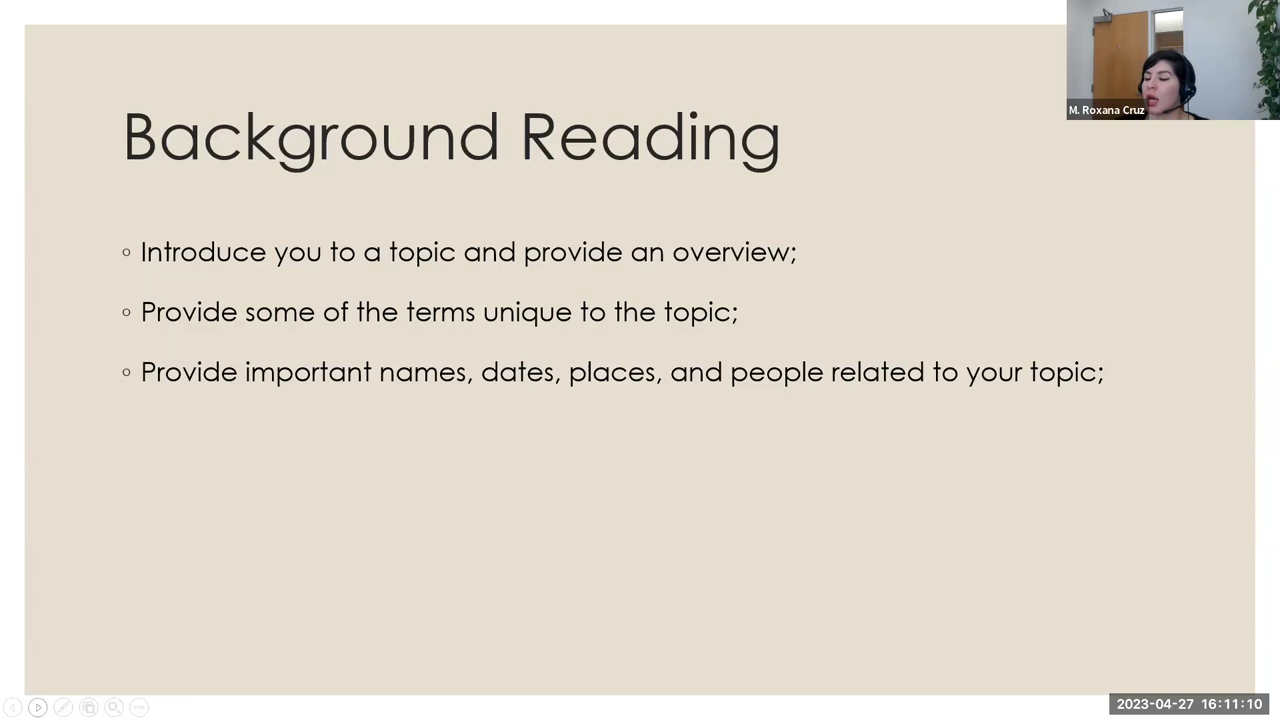 M. Roxana Cruz
Background Reading
◦ Introduce you to a topic and provide an overview;
◦ Provide some of the terms unique to the topic;
◦ Provide important names, dates, places, and people related to your topic;
2023-04-27 16:11:10